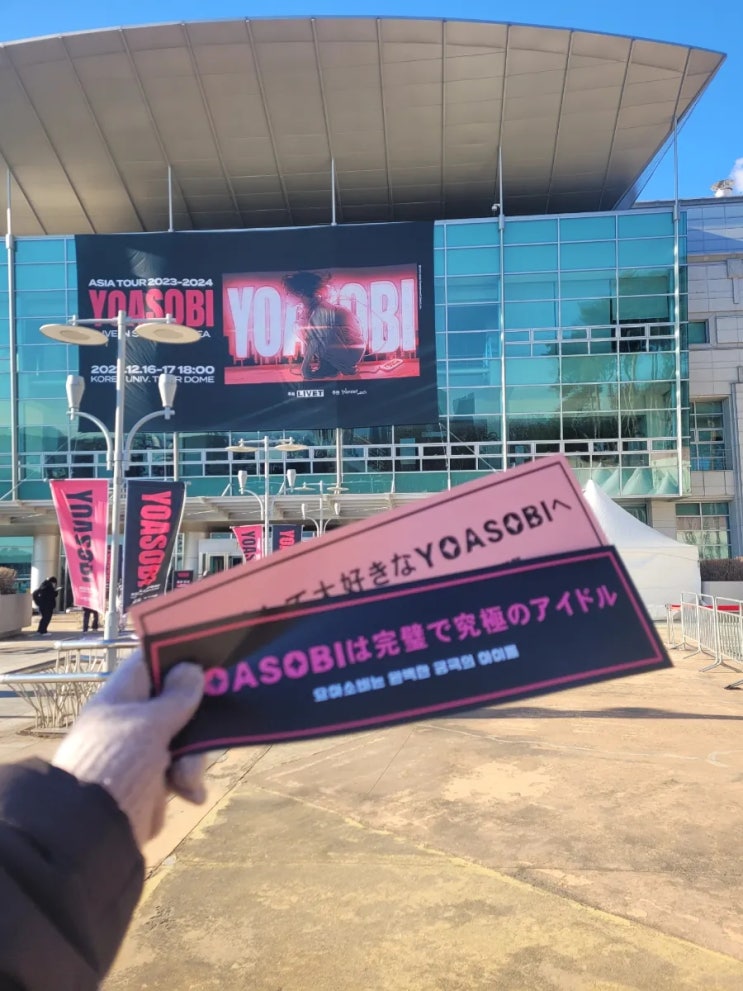 ASIA TOUR 2023-2024
YOASOBI
YOASOBI
2023.12.16-17 18:00
KOREA UNIV. TIGER DOME
LIVET
YOASOBI
YOASOBI
大好きなYOASOBIへ
YOASOBIは完璧で究極のアイドル
요아소비는 완벽한 궁극의 아이돌